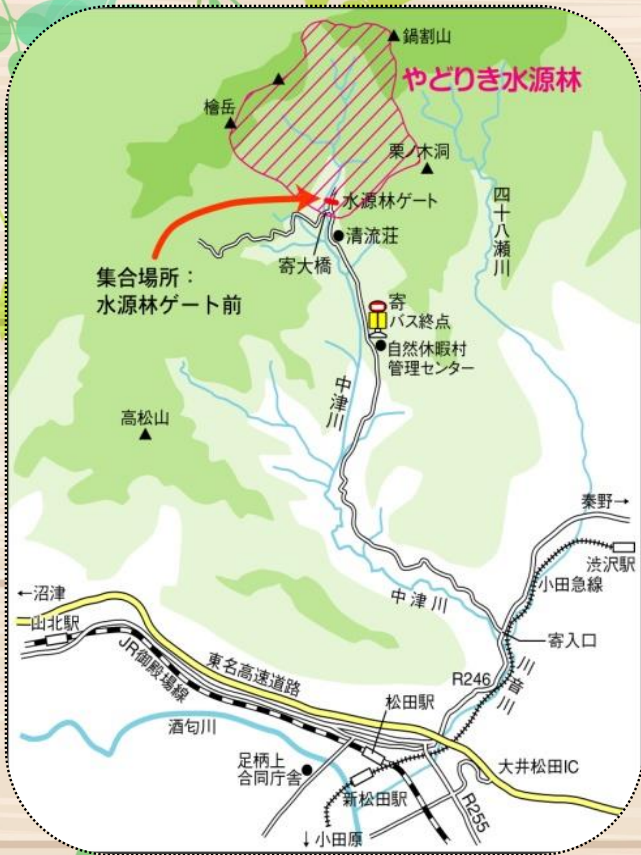 鍋割山
やどりき水源林
檜岳
栗ノ木洞
水源林ゲート
四十八瀬川
清流荘
寄大橋
集合場所：
水源林ゲート前
寄
バス終点
自然休暇村
管理センター
中津川
高松山
秦野→
渋沢駅
小田急線
←沼津
中津川
山北駅
寄入口
JR御殿場線
東名高速道路
R246
川音川
松田駅
酒匂川
足柄上
合同庁舎
大井松田IC
新松田駅
R255
↓小田原